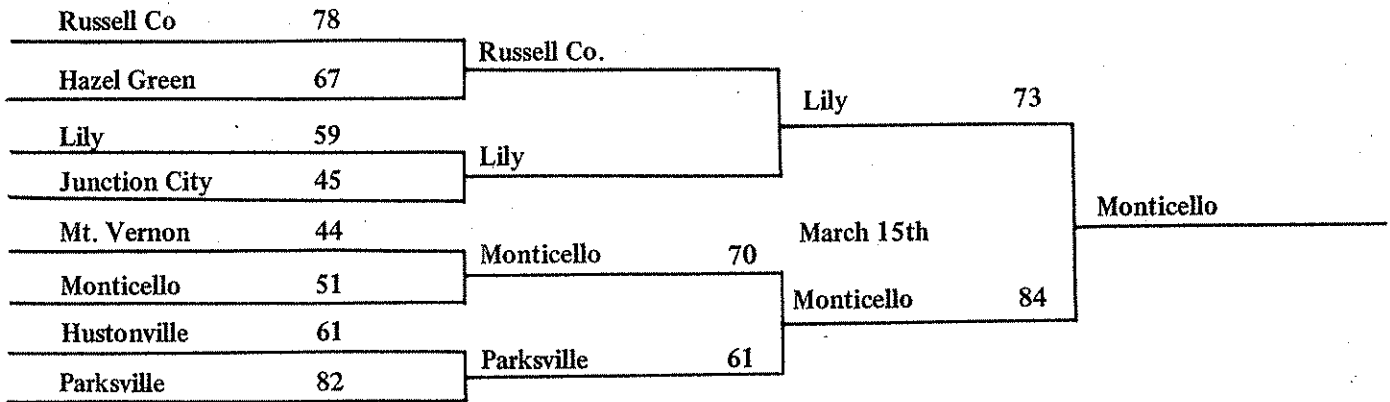 Russell Co 78
Hazel Green 67
Lily 59
Junction City 45
Mt. Vernon 44
Monticello 51
Hustonville 61
Parksville 82
Russell Co.
Lily
Monticello 70
Parksville 61
Lily 73
March 15th
Monticello 84
Monticello